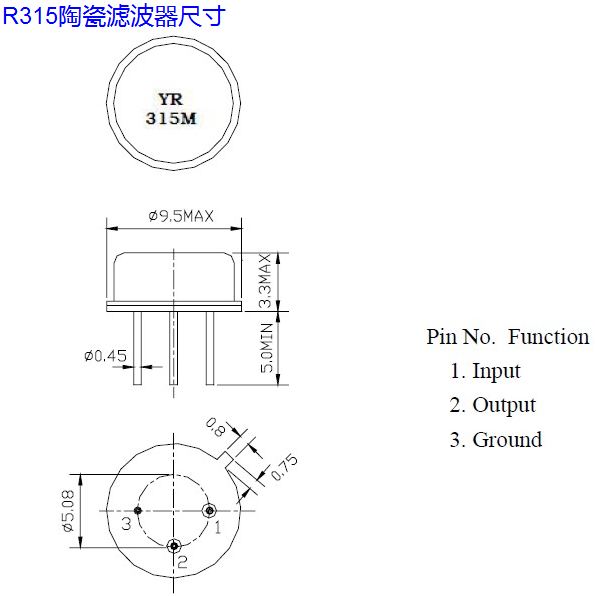 R315陶瓷滤波器尺寸
YR
315M
ø9.5MAX
3.3MAX
5.0MIN
ø0.45
Pin No. Function
1. Input
2. Output
3. Ground
0.8
0.75
ø5.08
3
1
2